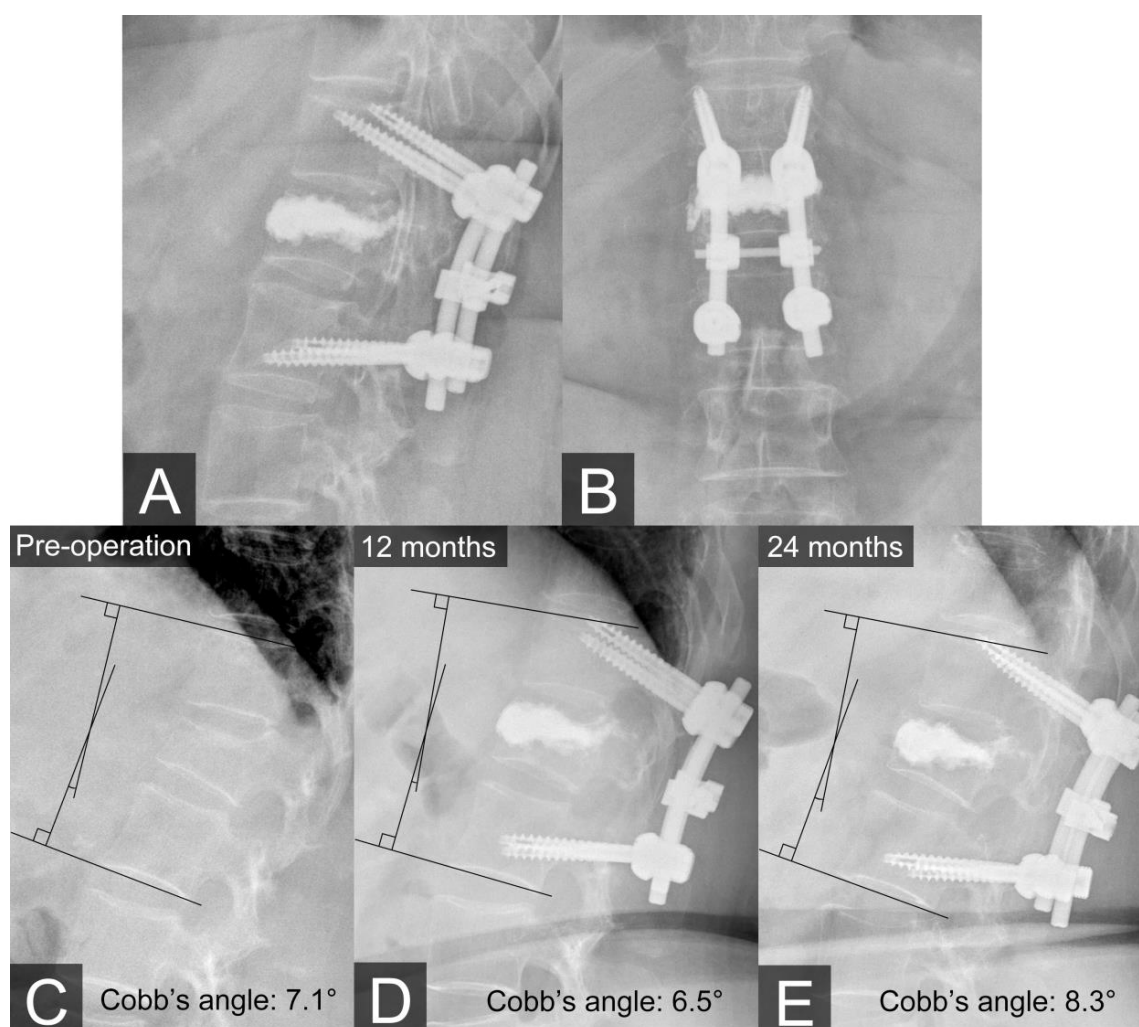 A
B
Pre-operation
12 months
24 months
C
Cobb's angle: 7.1°
D
Cobb's angle: 6.5°
E
Cobb's angle: 8.3°